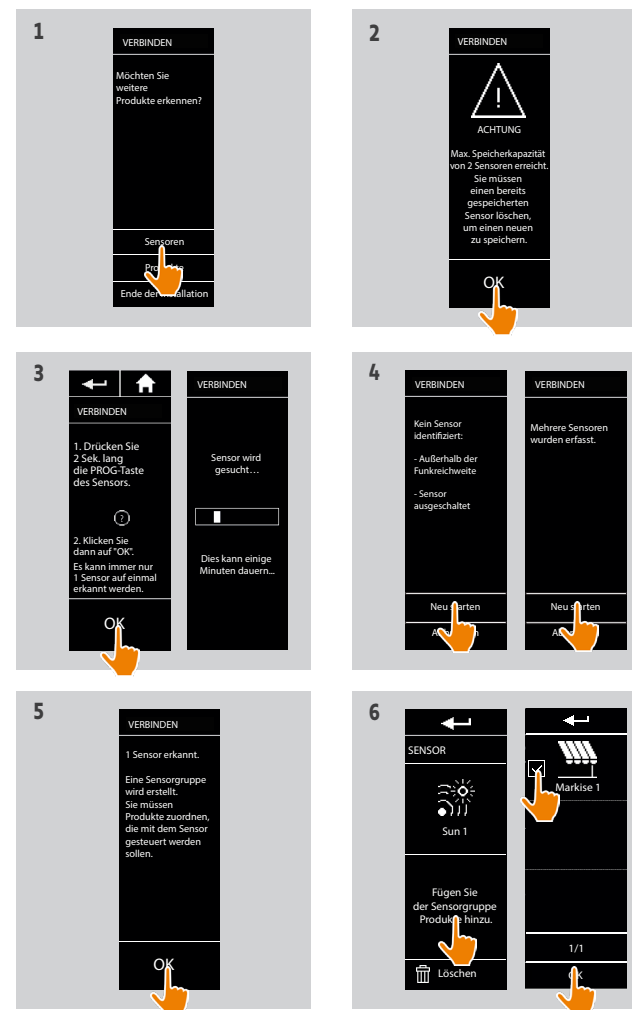 1
VERBINDEN
Möchten Sie
weitere
Produkte erkennen?
Sensoren
Ende der Installation
2
VERBINDEN
!
ACHTUNG
Max. Speicherkapazität
von 2 Sensoren erreicht.
Sie müssen
einen bereits
gespeicherten
Sensor löschen,
um einen neuen
zu speichern.
OK
3
VERBINDEN
1. Drücken Sie
2 Sek. lang
die PROG-Taste
des Sensors.
?
2. Klicken Sie
dann auf "OK".
Es kann immer nur
1 Sensor auf einmal
erkannt werden.
OK
VERBINDEN
Sensor wird
gesucht…
Dies kann einige
Minuten dauern...
4
VERBINDEN
Kein Sensor
identifiziert:
- Außerhalb der
Funkreichweite
- Sensor
ausgeschaltet
Neu starten
VERBINDEN
Mehrere Sensoren
wurden erfasst.
Neu starten
5
VERBINDEN
1 Sensor erkannt.
Eine Sensorgruppe
wird erstellt.
Sie müssen
Produkte zuordnen,
die mit dem Sensor
gesteuert werden
sollen.
OK
6
SENSOR
Sun 1
Fügen Sie
der Sensorgruppe
Produkte hinzu.
Löschen
Markise 1
1/1
OK